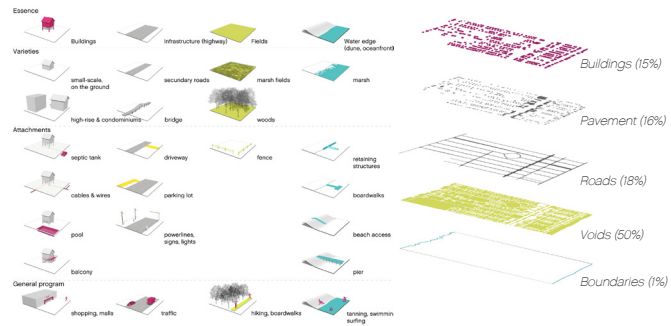 Essence
Buildings
infrastructure (highway)
Fields
Water edge
(dune, oceanfront)
Varieties
small-scale
on the ground
secundary roads
marsh fields
marsh
high-rise & condominiums
bridge
woods
Attachments
septic tank
driveway
fence
retaining
structures
cables & wires
parking lot
boardwalks
pool
powerlines,
signs, lights
beach access
balcony
pier
General program
shopping, malls
traffic
hiking, boardwalks
tanning, swimmin
surfing
Buildings (15%)
Pavement (16%)
Roads (18%)
Voids (50%)
Boundaries (1%)